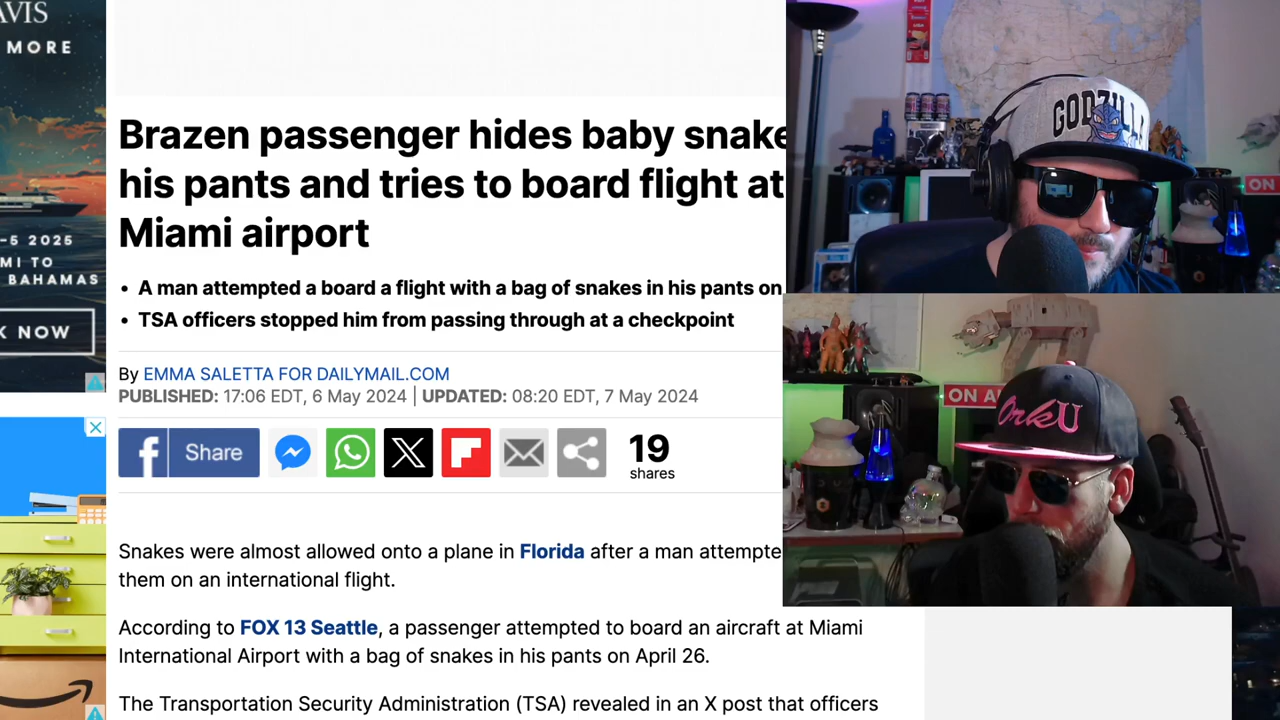 AVIS
MORE
-5 2025
MI TO
BAHAMAS
K NOW
Brazen passenger hides baby snake
his pants and tries to board flight at
Miami airport
• A man attempted a board a flight with a bag of snakes in his pants on
• TSA officers stopped him from passing through at a checkpoint
By EMMA SALETTA FOR DAILYMAIL.COM
PUBLISHED: 17:06 EDT, 6 May 2024 | UPDATED: 08:20 EDT, 7 May 2024
f Share
19
shares
Snakes were almost allowed onto a plane in Florida after a man attempte
them on an international flight.
According to FOX 13 Seattle, a passenger attempted to board an aircraft at Miami
International Airport with a bag of snakes in his pants on April 26.
The Transportation Security Administration (TSA) revealed in an X post that officers
GODZILLA
ON
ON A
OrkU